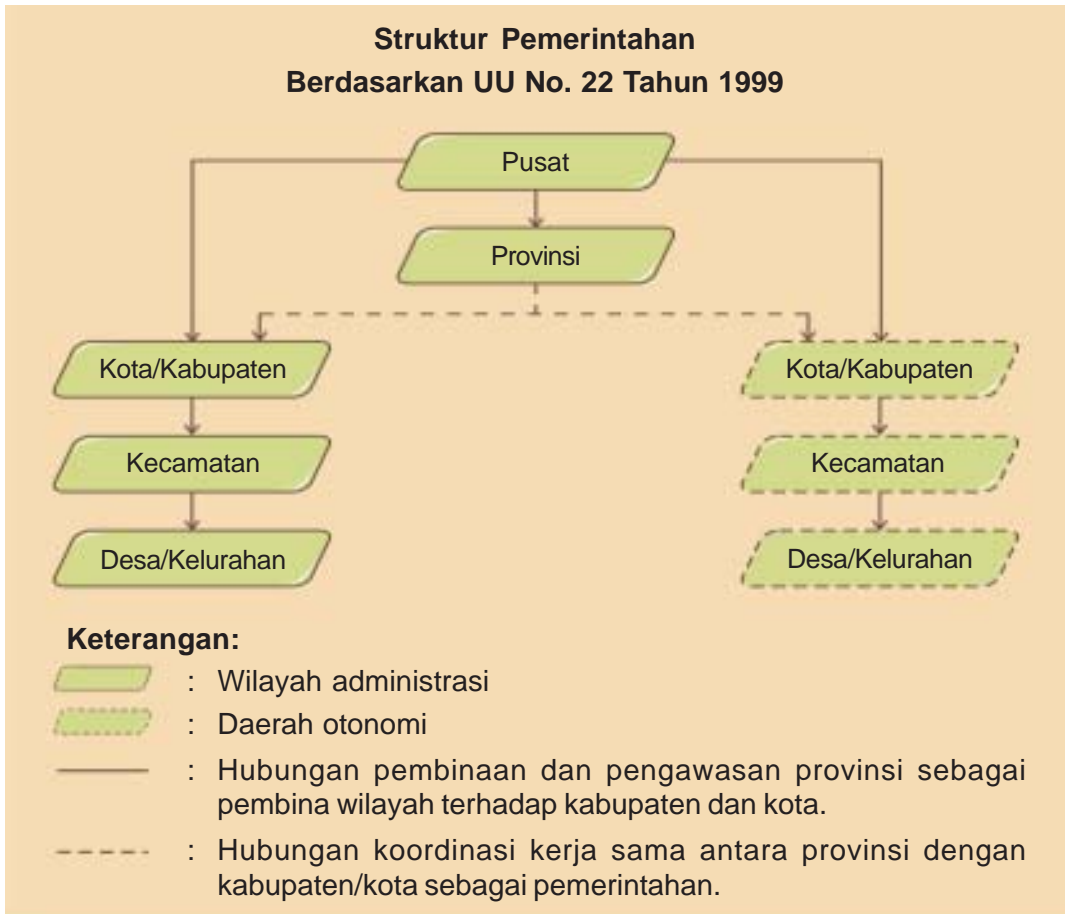 Struktur Pemerintahan
Berdasarkan UU No. 22 Tahun 1999
Pusat
Provinsi
Kota/Kabupaten
Kecamatan
Desa/Kelurahan
Kota/Kabupaten
Kecamatan
Desa/Kelurahan
Keterangan:
: Wilayah administrasi
: Daerah otonomi
: Hubungan pembinaan dan pengawasan provinsi sebagai
pembina wilayah terhadap kabupaten dan kota.
: Hubungan koordinasi kerja sama antara provinsi dengan
kabupaten/kota sebagai pemerintahan.